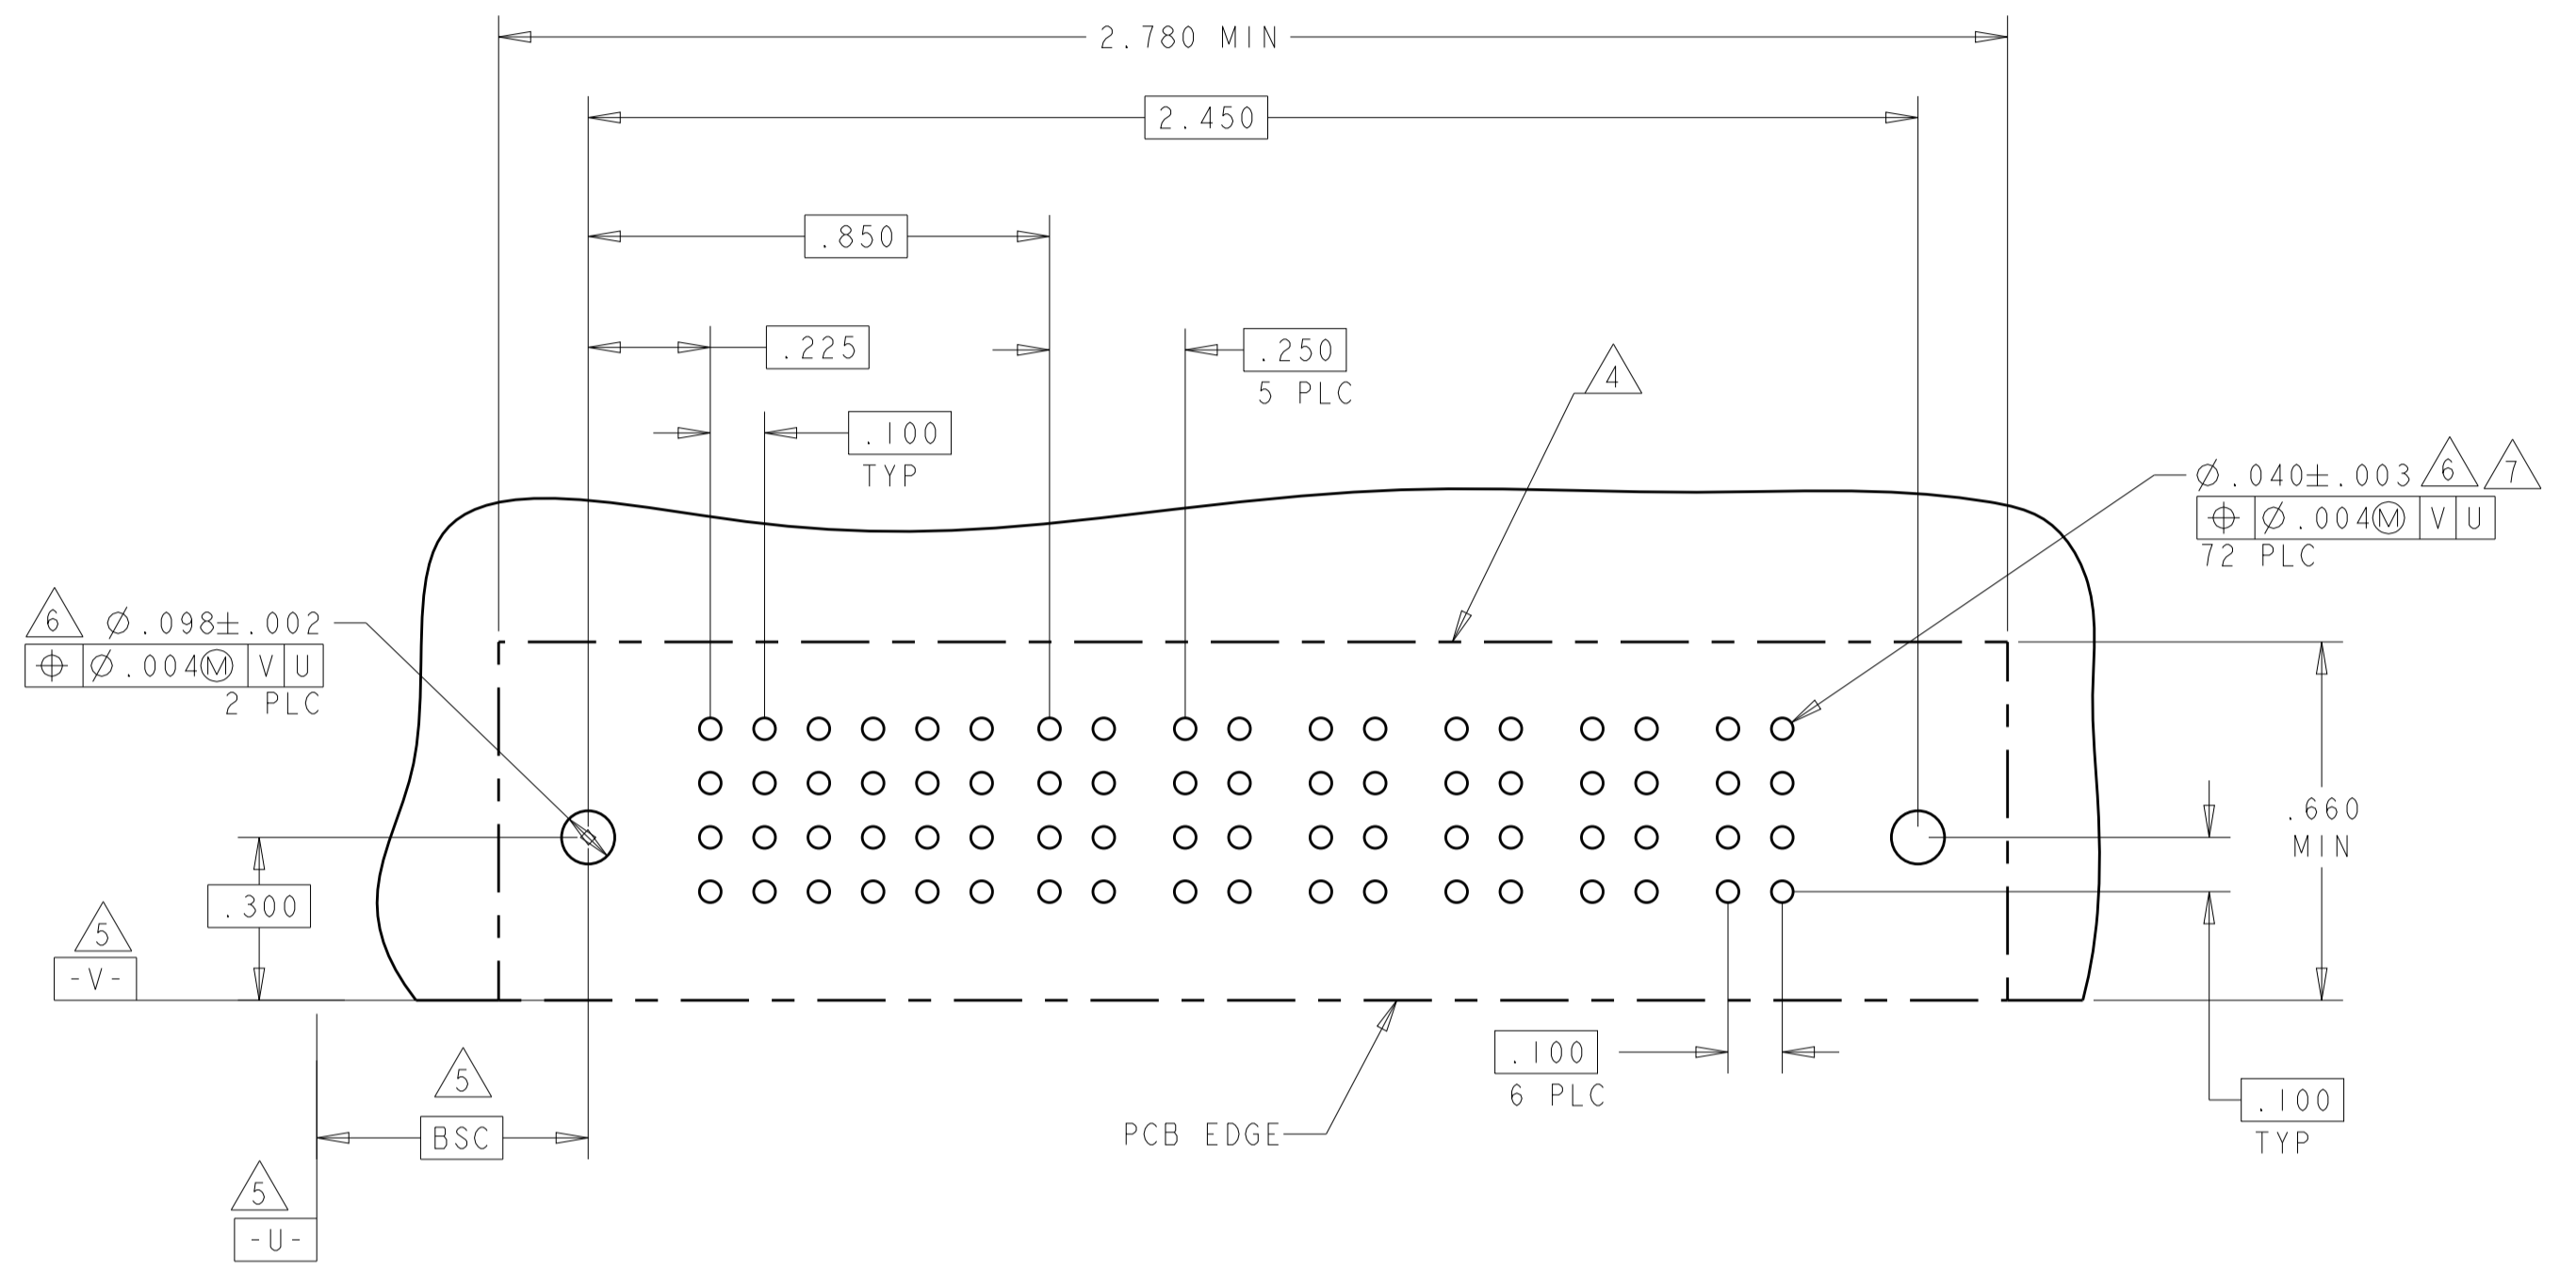 2.780 MIN
2.450
.850
.225
.250
5 PLC
.100
TYP
4
Ø.040±.003 6 7
⌖ Ø.004Ⓜ V U
72 PLC
6 Ø.098±.002
⌖ Ø.004Ⓜ V U
2 PLC
.660
MIN
.300
5
-V-
.100
6 PLC
5
BSC
PCB EDGE
.100
TYP
5
-U-